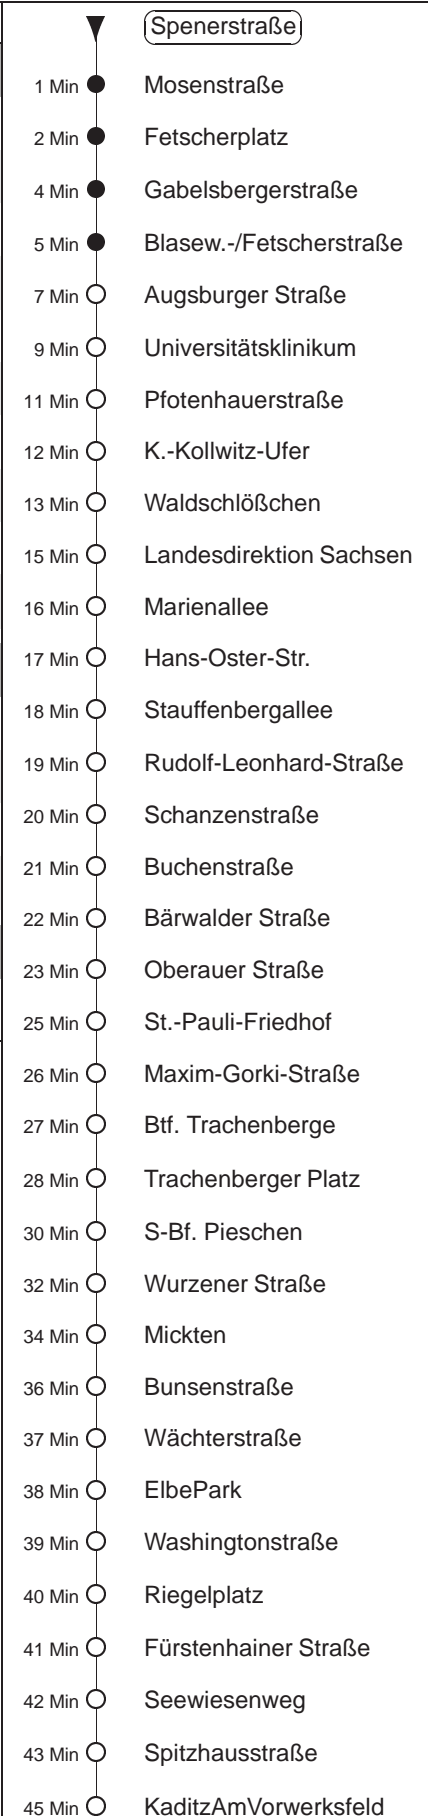 Spenerstraße
1 Min Mosenstraße
2 Min Fetscherplatz
4 Min Gabelsbergerstraße
5 Min Blasew.-/Fetscherstraße
7 Min Augsburger Straße
9 Min Universitätsklinikum
11 Min Pfotenhauerstraße
12 Min K.-Kollwitz-Ufer
13 Min Waldschlößchen
15 Min Landesdirektion Sachsen
16 Min Marienallee
17 Min Hans-Oster-Str.
18 Min Stauffenbergallee
19 Min Rudolf-Leonhard-Straße
20 Min Schanzenstraße
21 Min Buchenstraße
22 Min Bärwalder Straße
23 Min Oberauer Straße
25 Min St.-Pauli-Friedhof
26 Min Maxim-Gorki-Straße
27 Min Btf. Trachenberge
28 Min Trachenberger Platz
30 Min S-Bf. Pieschen
32 Min Wurzener Straße
34 Min Mickten
36 Min Bunsenstraße
37 Min Wächterstraße
38 Min ElbePark
39 Min Washingtonstraße
40 Min Riegelplatz
41 Min Fürstenhainer Straße
42 Min Seewiesenweg
43 Min Spitzhausstraße
45 Min KaditzAmVorwerksfeld